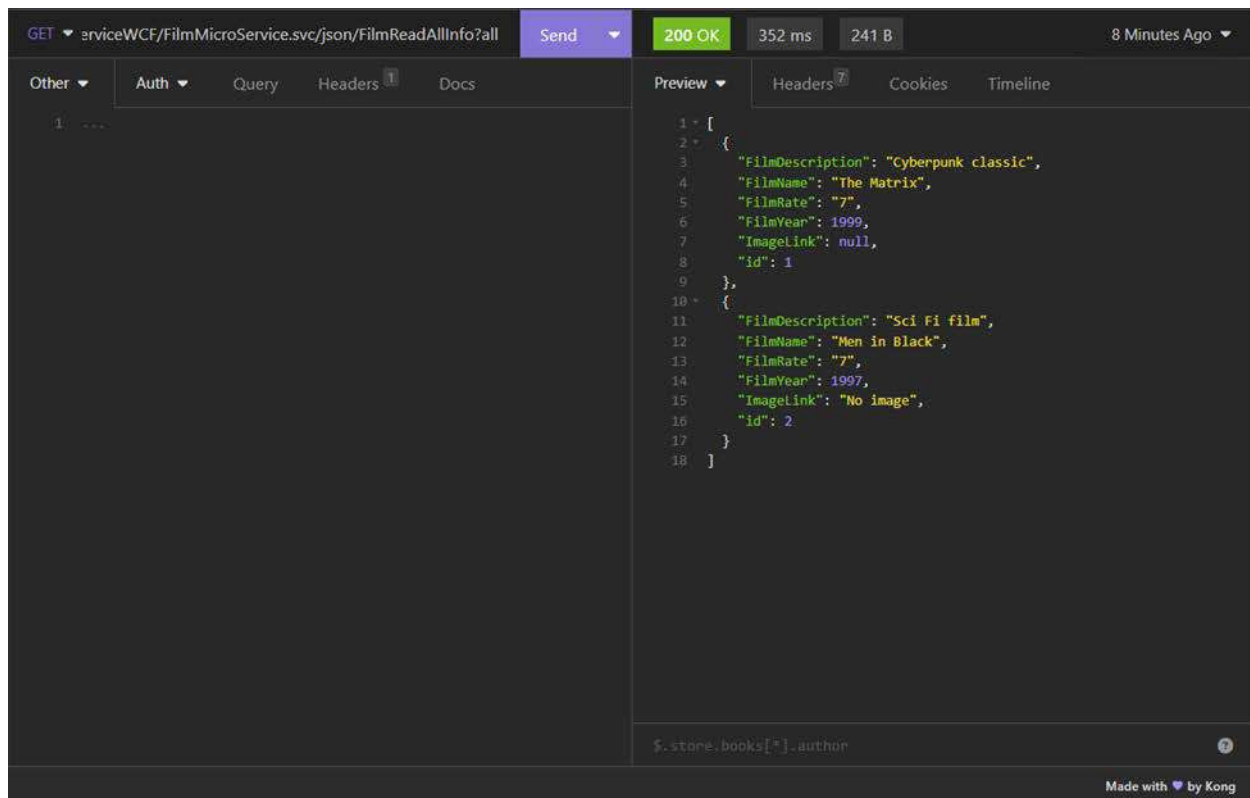 GET erviceWCF/FilmMicroService.svc/json/FilmReadAllInfo?all Send 200 OK 352 ms 241 B 8 Minutes Ago
Other Auth Query Headers 1 Docs Preview Headers 7 Cookies Timeline
1 ...
1 [
2 {
3 "FilmDescription": "Cyberpunk classic",
4 "FilmName": "The Matrix",
5 "FilmRate": "7",
6 "FilmYear": 1999,
7 "ImageLink": null,
8 "id": 1
9 },
10 {
11 "FilmDescription": "Sci Fi film",
12 "FilmName": "Men in Black",
13 "FilmRate": "7",
14 "FilmYear": 1997,
15 "ImageLink": "No image",
16 "id": 2
17 }
18 ]
$.store.books[*].author
Made with 💜 by Kong